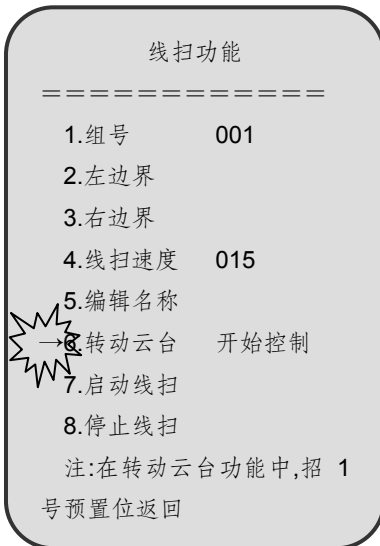 线扫功能
============
1.组号 001
2.左边界
3.右边界
4.线扫速度 015
5.编辑名称
→6.转动云台 开始控制
7.启动线扫
8.停止线扫
注:在转动云台功能中,招 1
号预置位返回